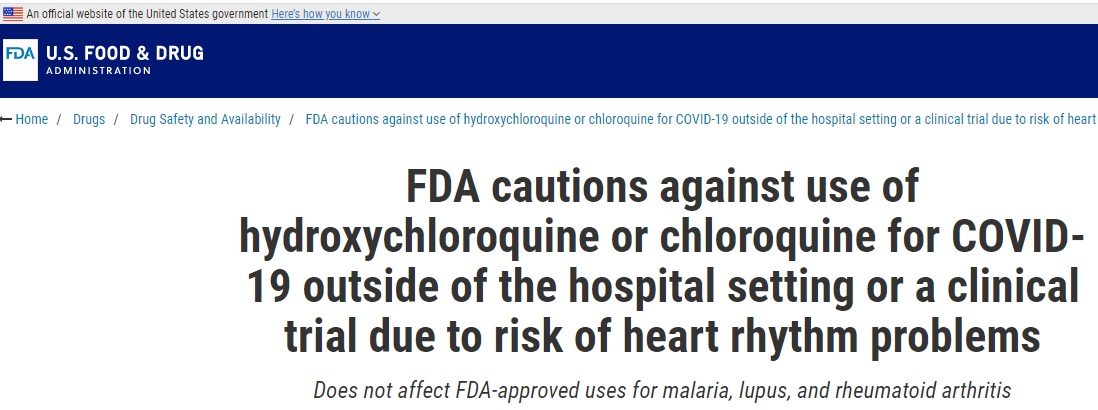 An official website of the United States government Here's how you know
FDA U.S. FOOD & DRUG
ADMINISTRATION
Home / Drugs / Drug Safety and Availability / FDA cautions against use of hydroxychloroquine or chloroquine for COVID-19 outside of the hospital setting or a clinical trial due to risk of heart
FDA cautions against use of
hydroxychloroquine or chloroquine for COVID-
19 outside of the hospital setting or a clinical
trial due to risk of heart rhythm problems
Does not affect FDA-approved uses for malaria, lupus, and rheumatoid arthritis